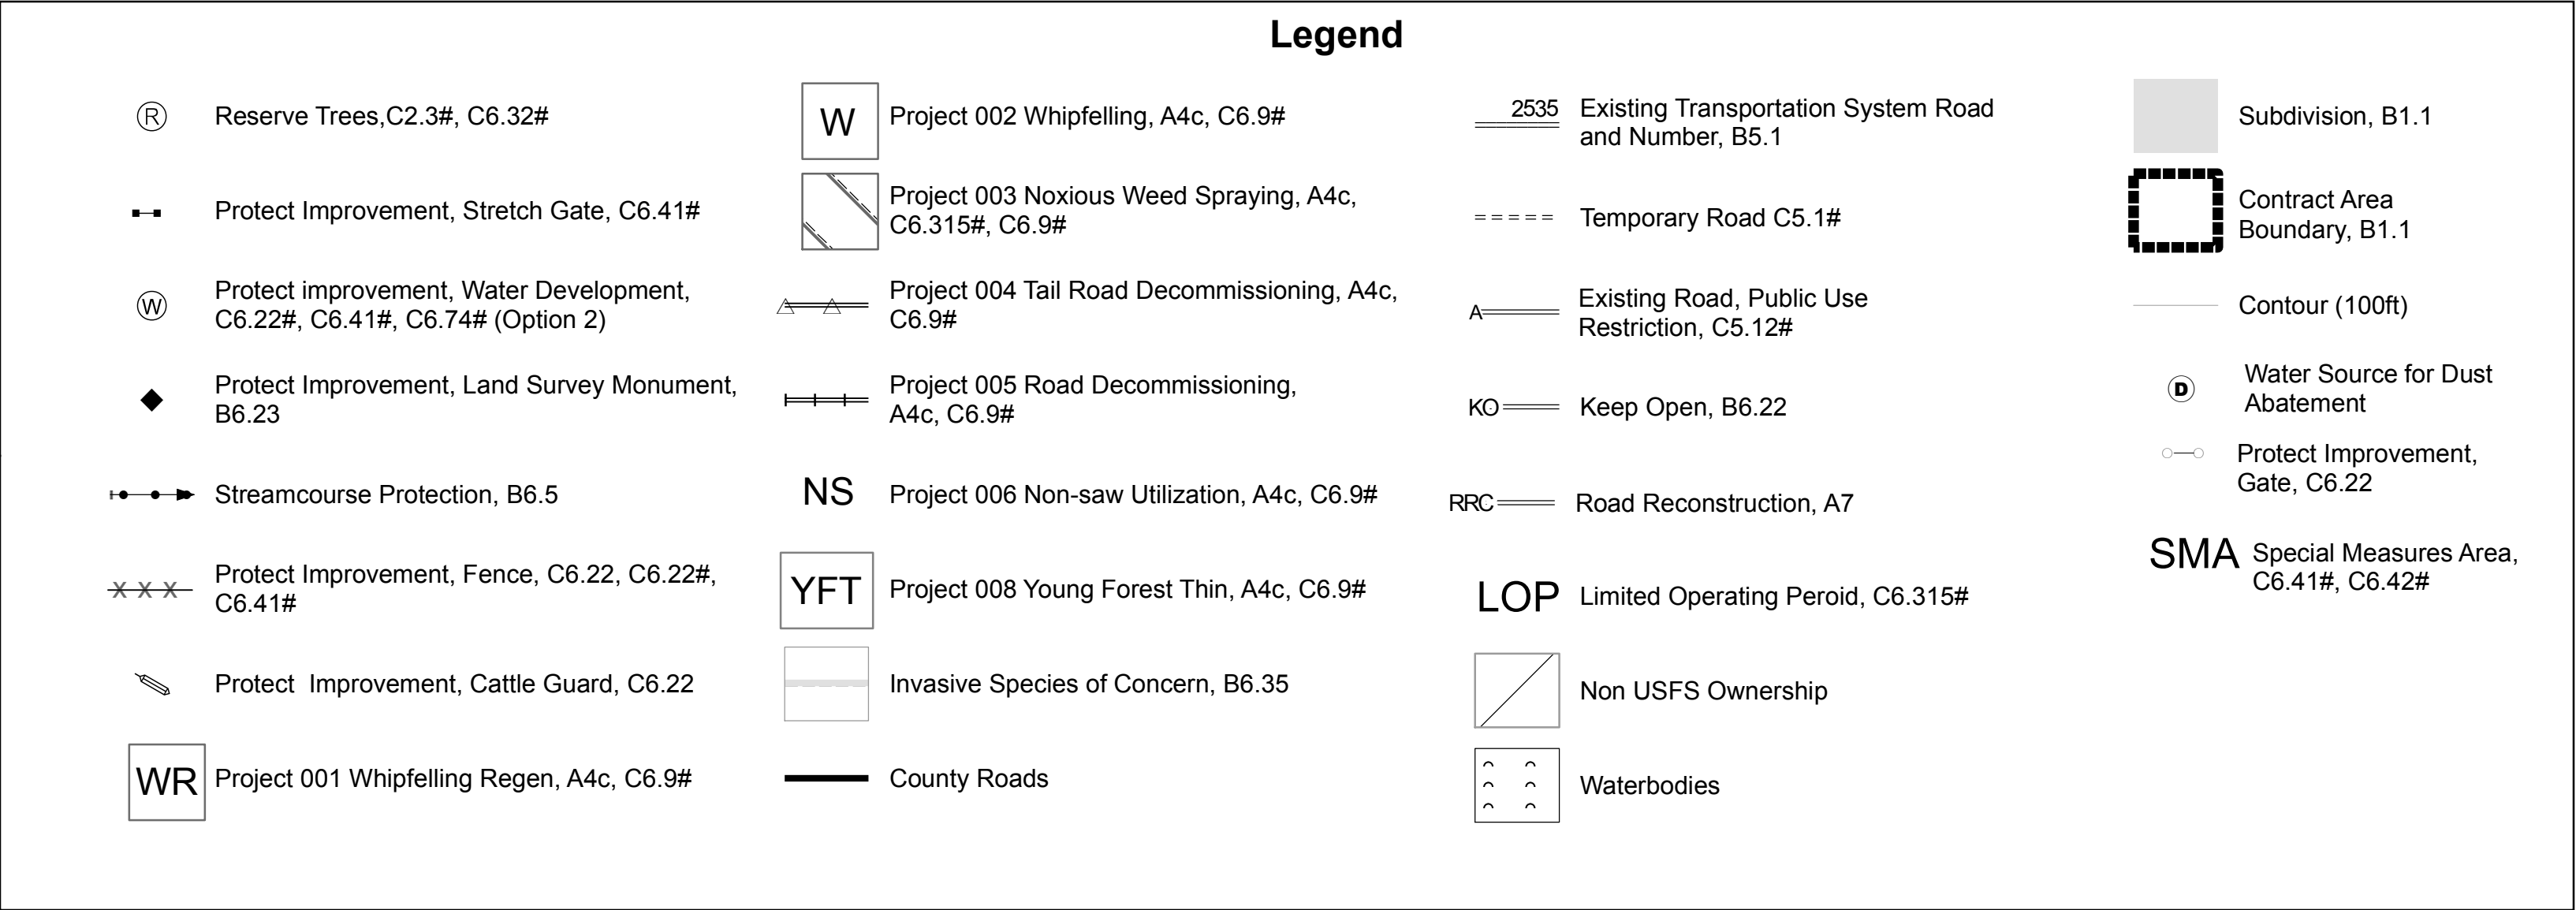 Legend
R
Reserve Trees,C2.3#, C6.32#
Protect Improvement, Stretch Gate, C6.41#
W
Protect improvement, Water Development,
C6.22#, C6.41#, C6.74# (Option 2)
Protect Improvement, Land Survey Monument,
B6.23
Streamcourse Protection, B6.5
X X X
Protect Improvement, Fence, C6.22, C6.22#,
C6.41#
Protect  Improvement, Cattle Guard, C6.22
WR
Project 001 Whipfelling Regen, A4c, C6.9#
W
Project 002 Whipfelling, A4c, C6.9#
Project 003 Noxious Weed Spraying, A4c,
C6.315#, C6.9#
Project 004 Tail Road Decommissioning, A4c,
C6.9#
Project 005 Road Decommissioning,
A4c, C6.9#
NS
Project 006 Non-saw Utilization, A4c, C6.9#
YFT
Project 008 Young Forest Thin, A4c, C6.9#
Invasive Species of Concern, B6.35
County Roads
2535
Existing Transportation System Road
and Number, B5.1
Temporary Road C5.1#
A
Existing Road, Public Use
Restriction, C5.12#
KO
Keep Open, B6.22
RRC
Road Reconstruction, A7
LOP
Limited Operating Peroid, C6.315#
Non USFS Ownership
Waterbodies
Subdivision, B1.1
Contract Area
Boundary, B1.1
Contour (100ft)
D
Water Source for Dust
Abatement
Protect Improvement,
Gate, C6.22
SMA
Special Measures Area,
C6.41#, C6.42#